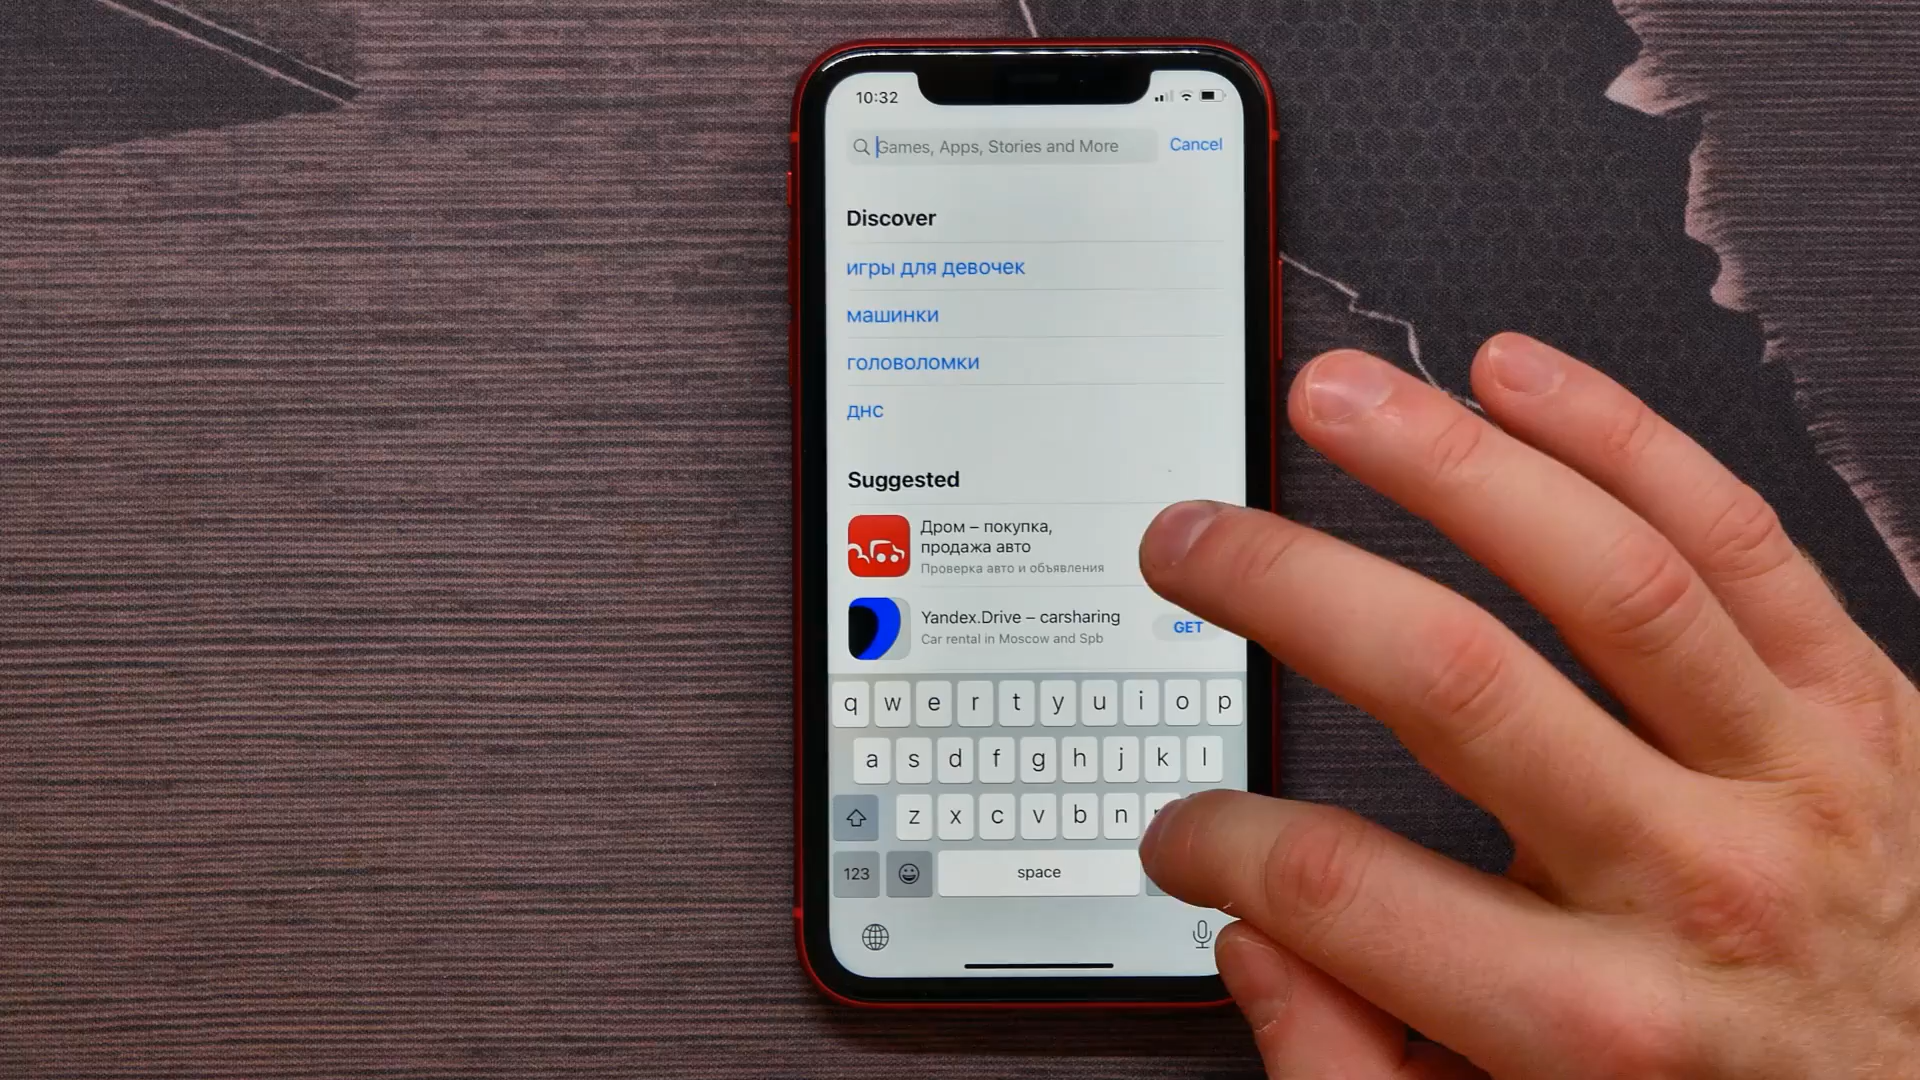 10:32
Games, Apps, Stories and More
Cancel
Discover
игры для девочек
машинки
головоломки
днс
Suggested
Дром – покупка,
продажа авто
Проверка авто и объявления
Yandex.Drive – carsharing
Car rental in Moscow and Spb
GET
q w e r t y u i o p
a s d f g h j k l
z x c v b n
123 space